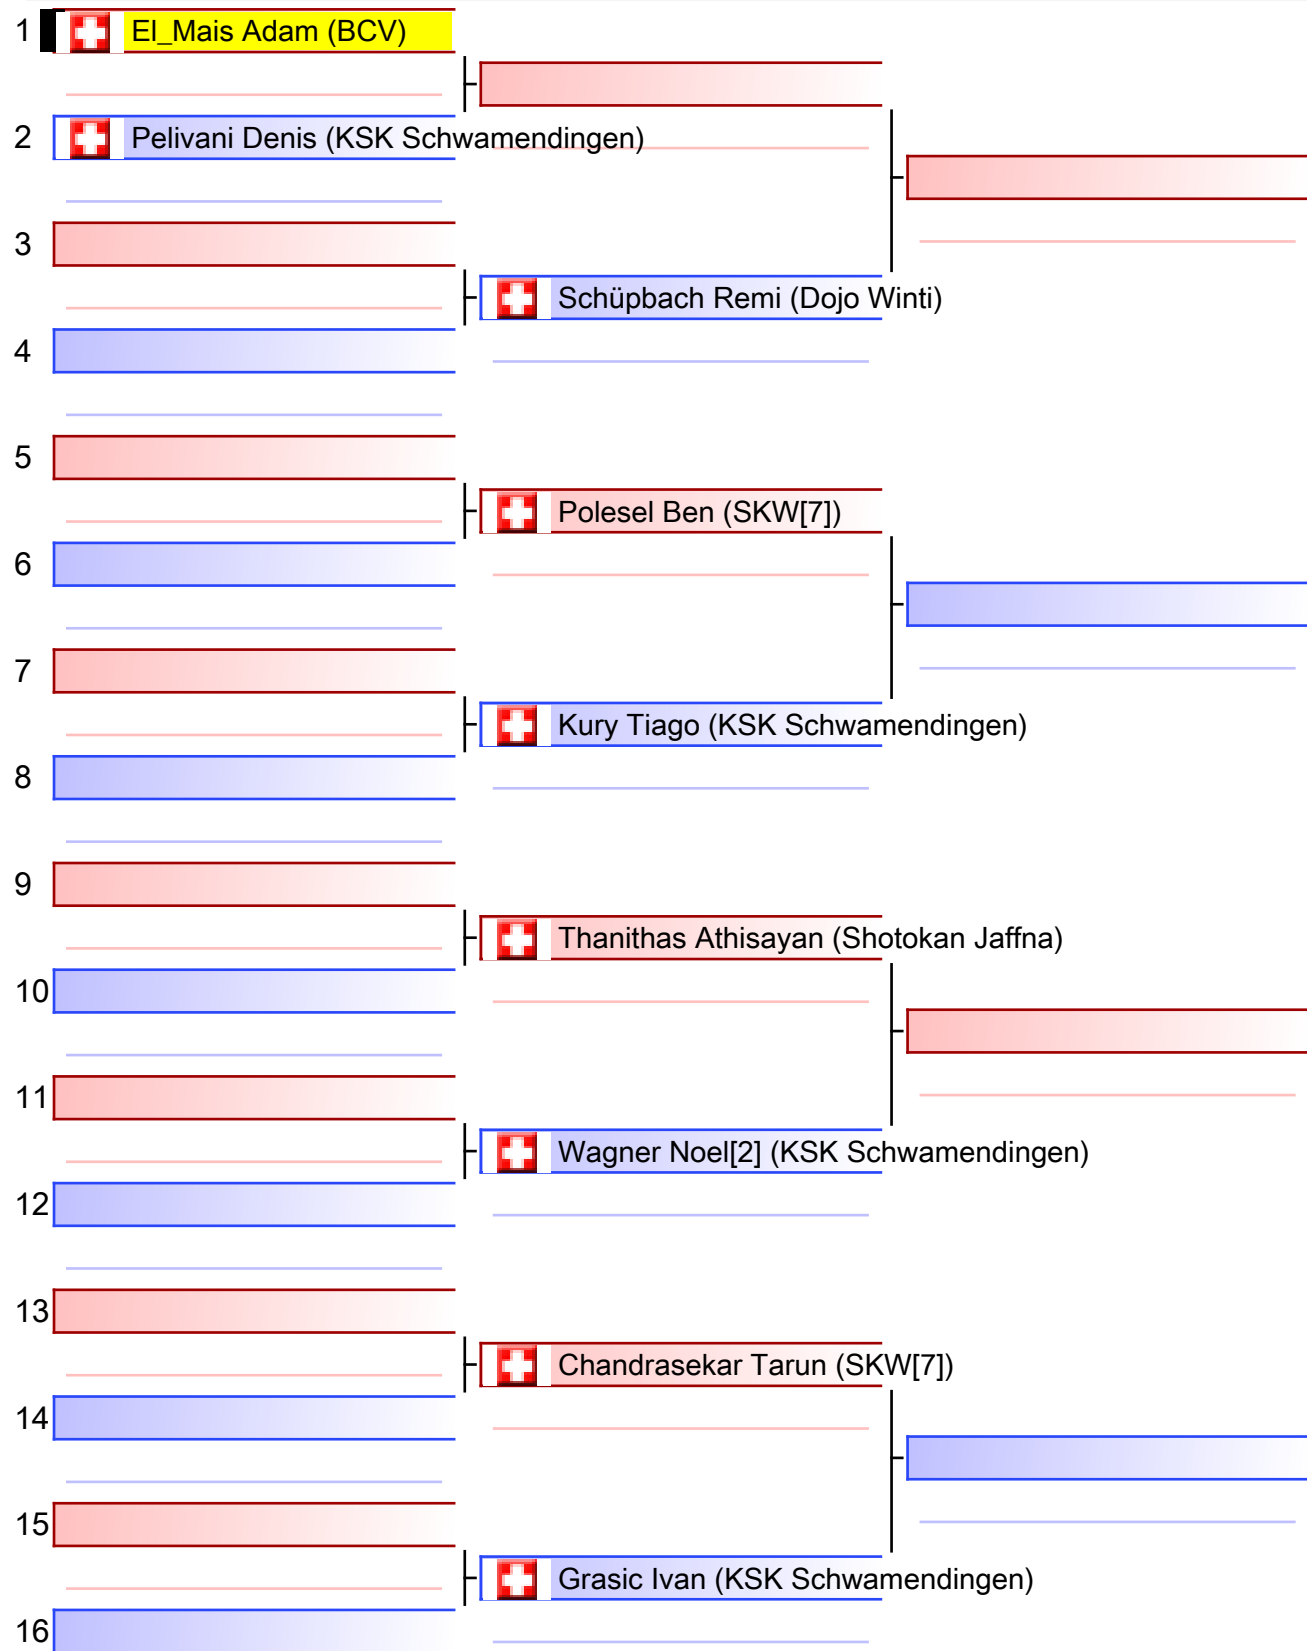 1 El_Mais Adam (BCV)
2 Pelivani Denis (KSK Schwamendingen)
3
Schüpbach Remi (Dojo Winti)
4
5
Polesel Ben (SKW[7])
6
7
Kury Tiago (KSK Schwamendingen)
8
9
Thanithas Athisayan (Shotokan Jaffna)
10
11
Wagner Noel[2] (KSK Schwamendingen)
12
13
Chandrasekar Tarun (SKW[7])
14
15
Grasic Ivan (KSK Schwamendingen)
16